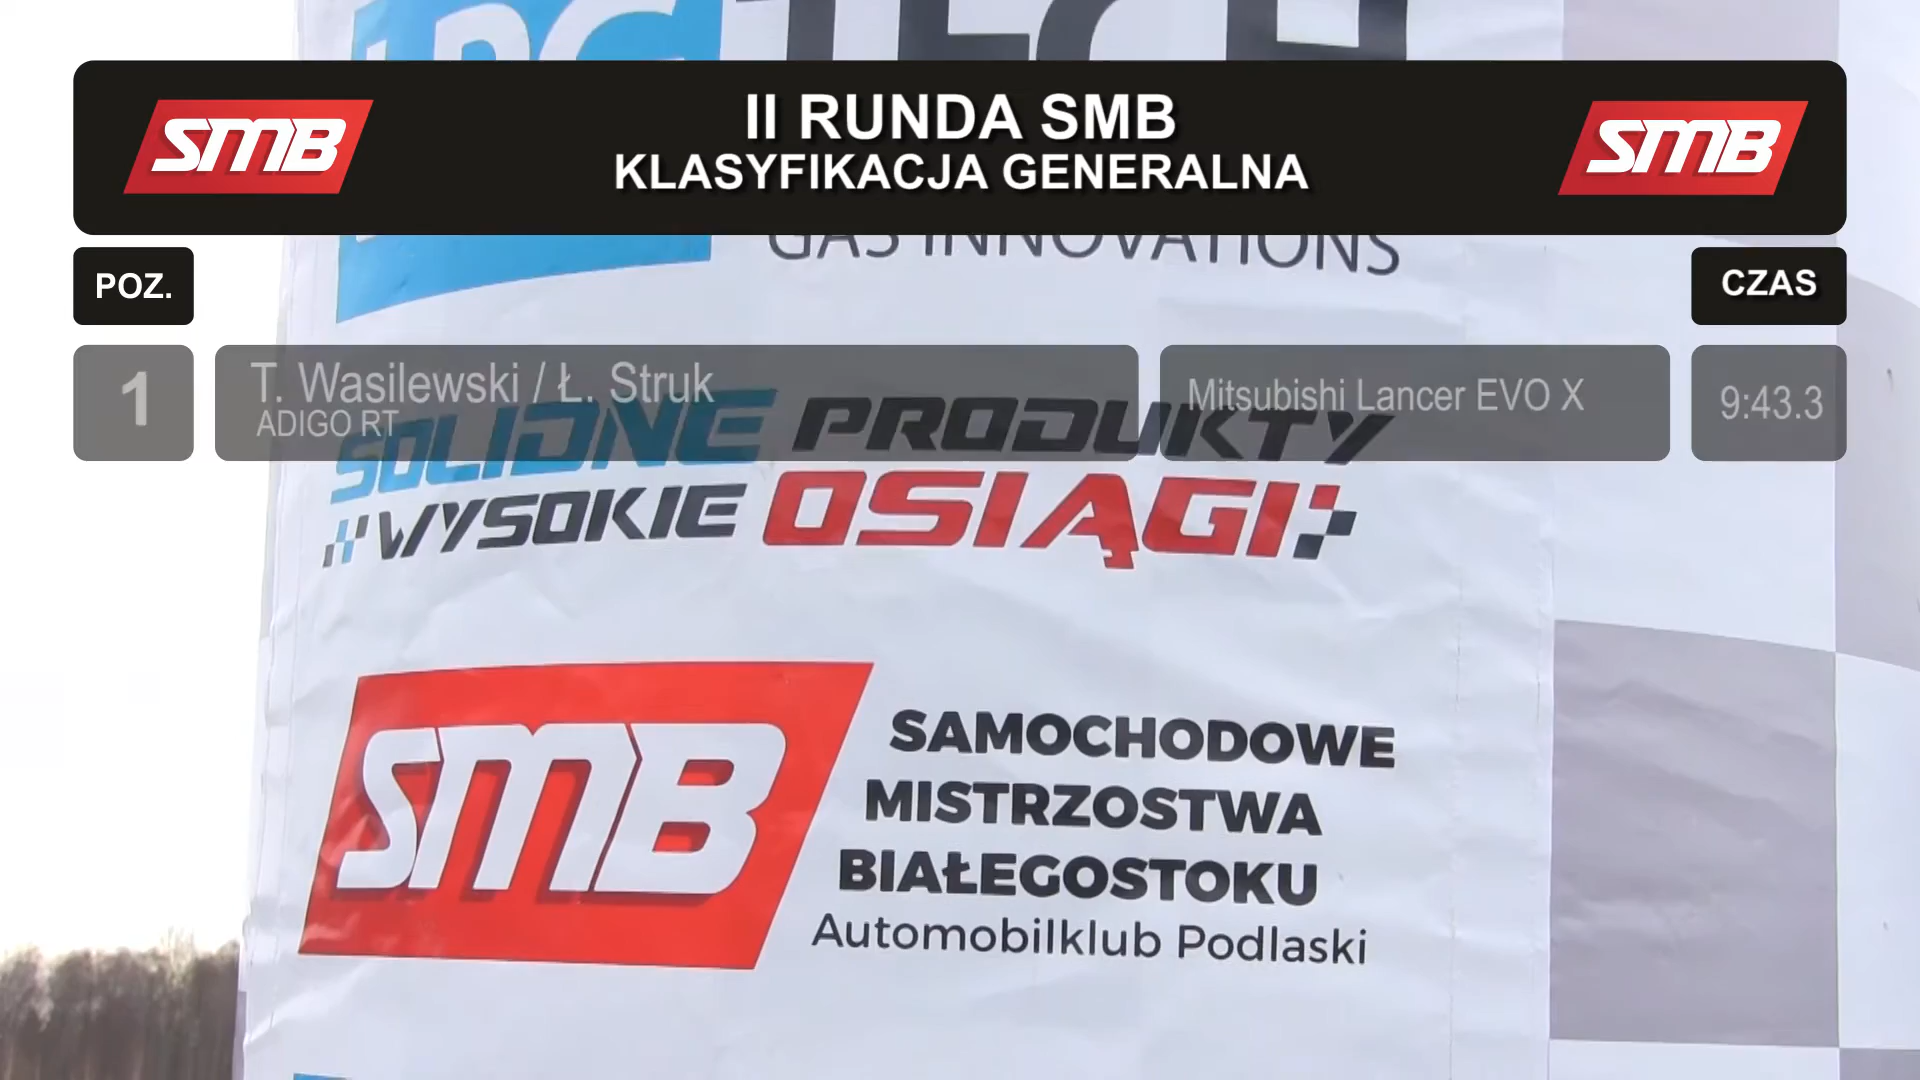 TECH
SMB
II RUNDA SMB
KLASYFIKACJA GENERALNA
SMB
GAS INNOVATIONS
POZ.
CZAS
1
T. Wasilewski / Ł. Struk
ADIGO RT
Mitsubishi Lancer EVO X
9:43.3
SOLIDNE PRODUKTY
WYSOKIE OSIĄGI
SMB
SAMOCHODOWE
MISTRZOSTWA
BIAŁEGOSTOKU
Automobilklub Podlaski